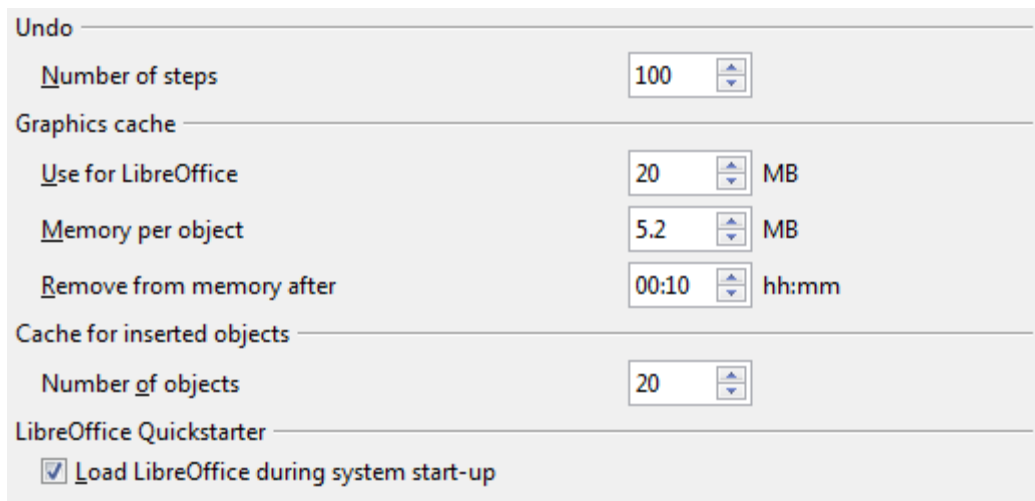 Undo
Number of steps 100
Graphics cache
Use for LibreOffice 20 MB
Memory per object 5.2 MB
Remove from memory after 00:10 hh:mm
Cache for inserted objects
Number of objects 20
LibreOffice Quickstarter
Load LibreOffice during system start-up